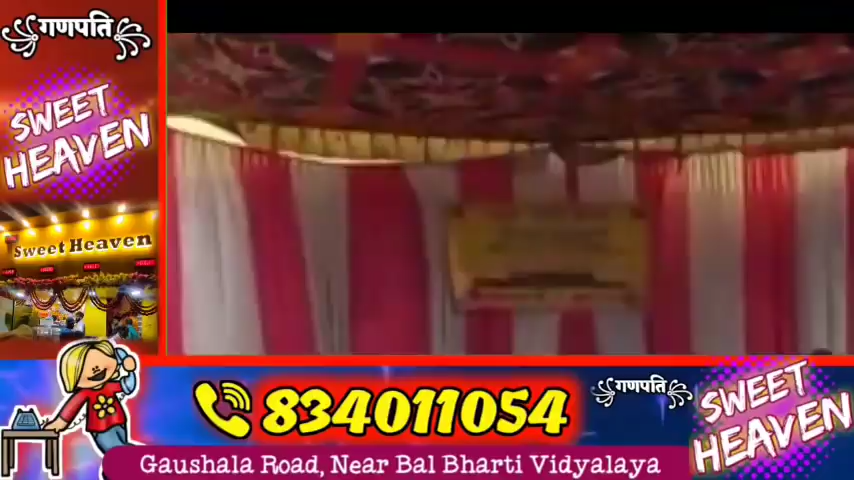 गणपति
SWEET
HEAVEN
Sweet Heaven
834011054
गणपति
SWEET
HEAVEN
Gaushala Road, Near Bal Bharti Vidyalaya